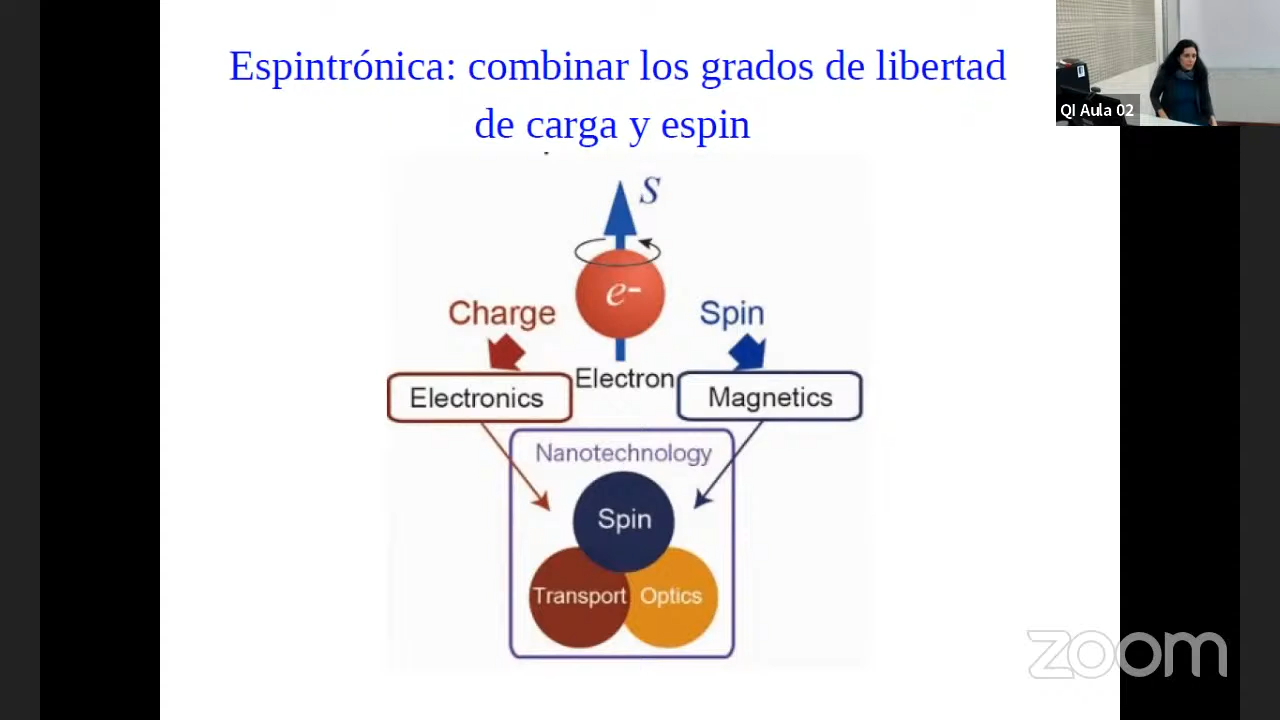 Espintrónica: combinar los grados de libertad
de carga y espin
QI Aula 02
S
e-
Charge
Spin
Electron
Electronics
Magnetics
Nanotechnology
Spin
Transport
Optics
zoom